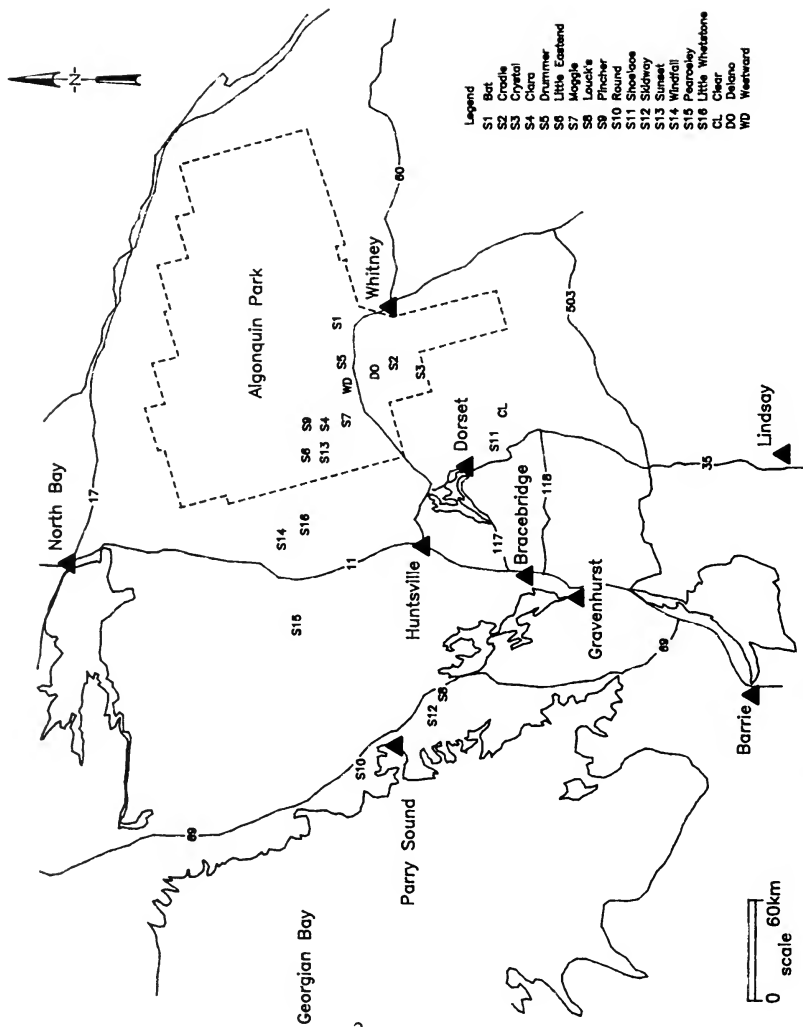 N
North Bay
17
Algonquin Park
Georgian Bay
69
S15
S14
S16
11
S6
S9
S13
S4
S7
WD
S5
S1
DO
S2
S3
Whitney
60
S10
Parry Sound
S12
S8
Huntsville
Dorset
S11
CL
117
Bracebridge
118
Gravenhurst
503
69
35
Barrie
Lindsay
0 60km
scale
Legend
S1 Bat
S2 Cradle
S3 Crystal
S4 Clara
S5 Drummer
S6 Little Eastend
S7 Maggie
S8 Louck's
S9 Pincher
S10 Round
S11 Shoelace
S12 Skidway
S13 Sunset
S14 Windfall
S15 Pearceley
S16 Little Whetstone
CL Clear
DO Delano
WD Westward